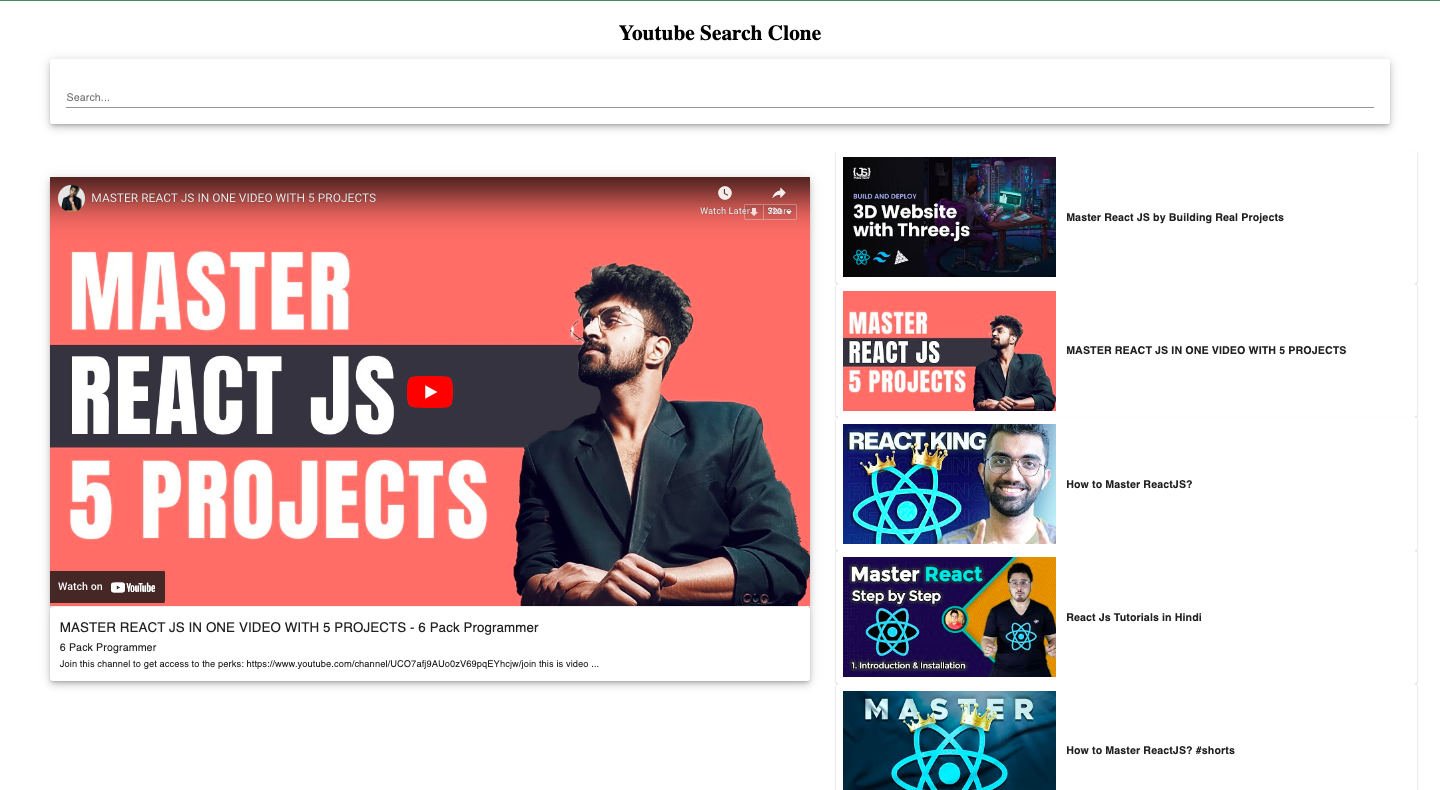 Youtube Search Clone
Search...
MASTER REACT JS IN ONE VIDEO WITH 5 PROJECTS
Watch Later
MASTER
REACT JS
5 PROJECTS
Watch on YouTube
MASTER REACT JS IN ONE VIDEO WITH 5 PROJECTS - 6 Pack Programmer
6 Pack Programmer
Join this channel to get access to the perks: https://www.youtube.com/channel/UCO7afj9AUo0zV69pqEYhcjw/join this is video ...
{JS}
BUILD AND DEPLOY
3D Website
with Three.js
Master React JS by Building Real Projects
MASTER
REACT JS
5 PROJECTS
MASTER REACT JS IN ONE VIDEO WITH 5 PROJECTS
REACT KING
How to Master ReactJS?
Master React
Step by Step
1. Introduction & Installation
React Js Tutorials in Hindi
MASTER
How to Master ReactJS? #shorts